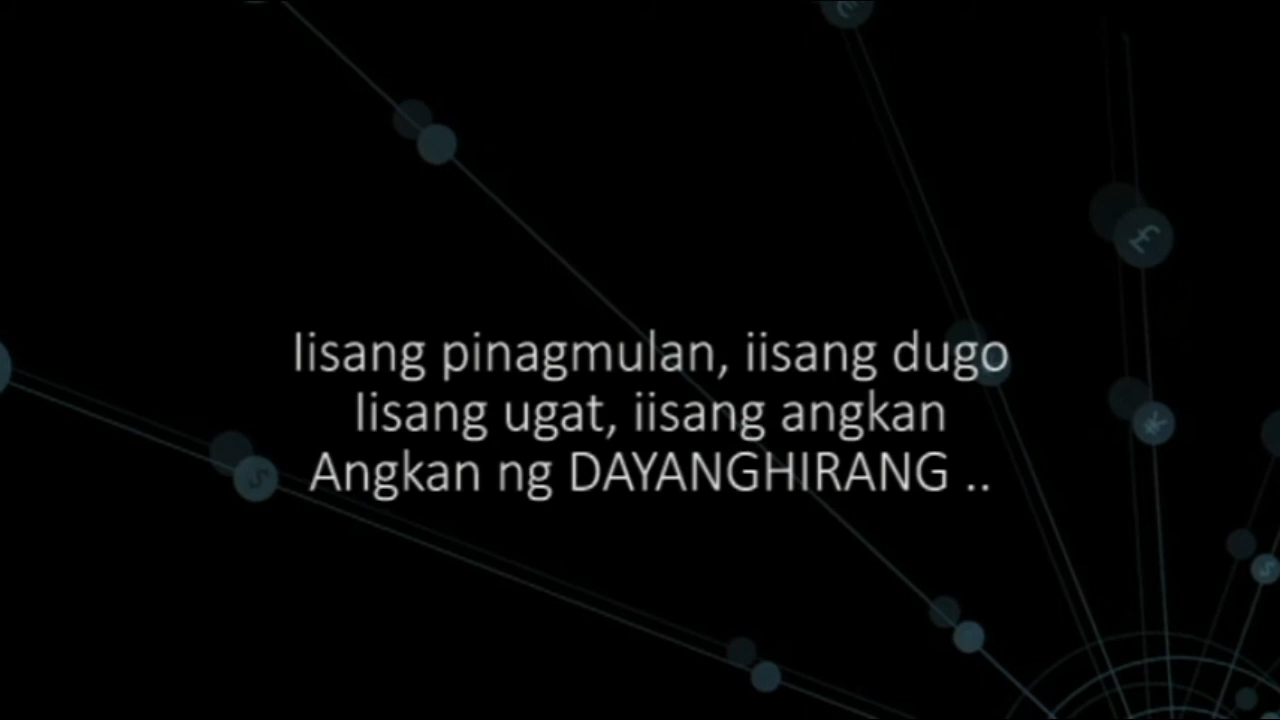 Iisang pinagmulan, iisang dugo
Iisang ugat, iisang angkan
Angkan ng DAYANGHIRANG ..